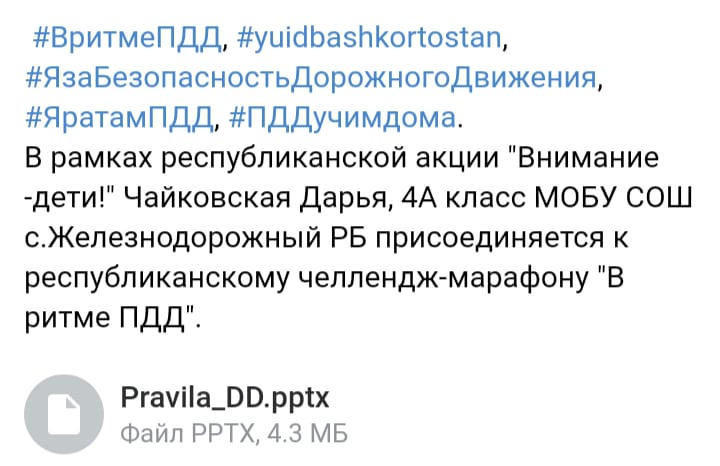 #ВритмеПДД, #yuidbashkortostan,
#ЯзаБезопасностьДорожногоДвижения,
#ЯратамПДД, #ПДДучимдома.
В рамках республиканской акции "Внимание
-дети!" Чайковская Дарья, 4А класс МОБУ СОШ
с.Железнодорожный РБ присоединяется к
республиканскому челлендж-марафону "В
ритме ПДД".
Pravila_DD.pptx
Файл PPTX, 4.3 МБ